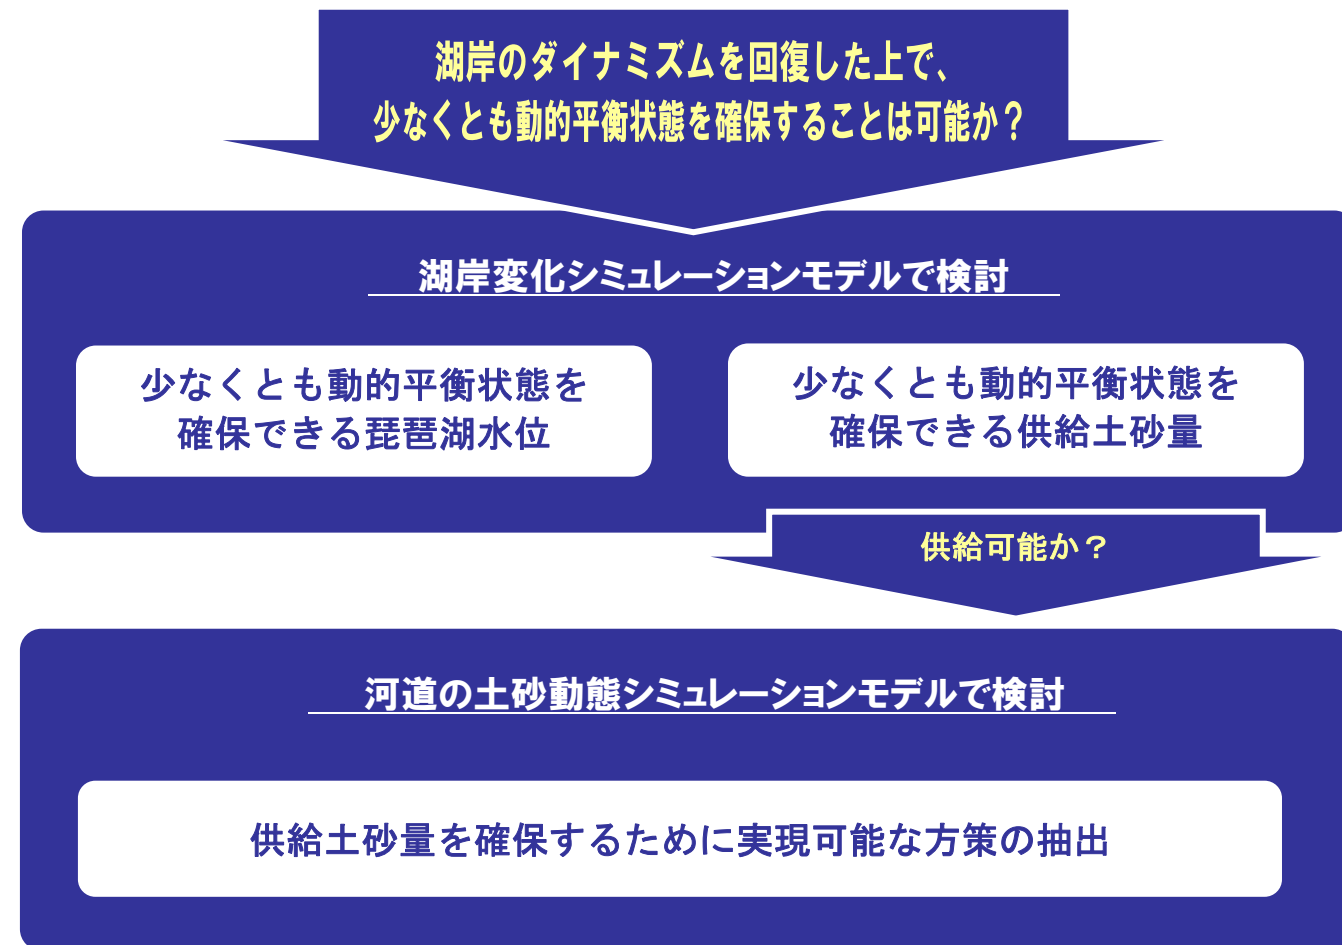 湖岸のダイナミズムを回復した上で、
少なくとも動的平衡状態を確保することは可能か？
湖岸変化シミュレーションモデルで検討
少なくとも動的平衡状態を
確保できる琵琶湖水位
少なくとも動的平衡状態を
確保できる供給土砂量
供給可能か？
河道の土砂動態シミュレーションモデルで検討
供給土砂量を確保するために実現可能な方策の抽出